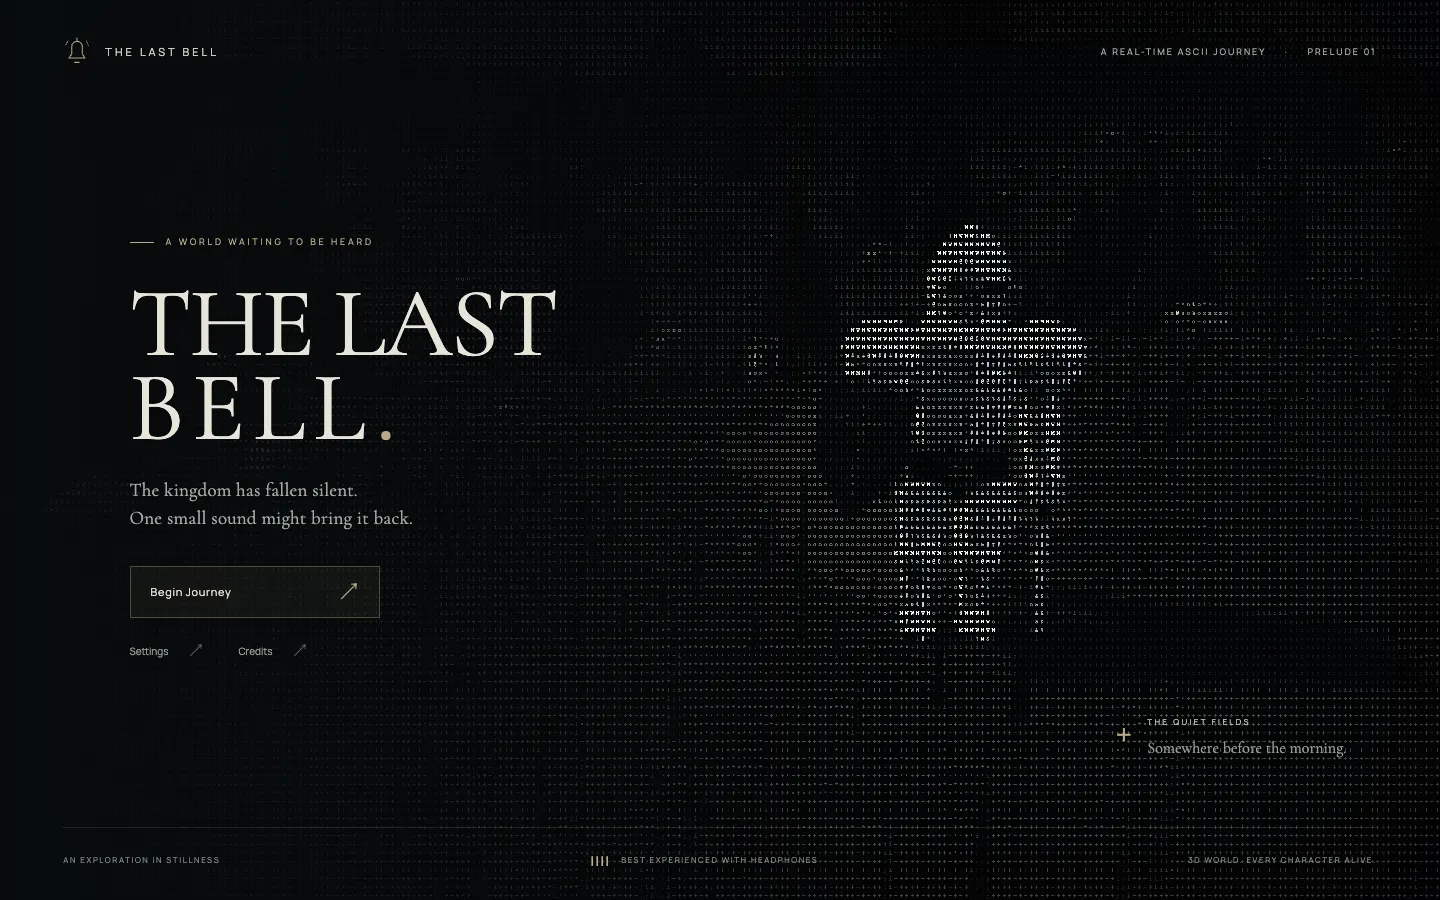 THE LAST BELL
A REAL-TIME ASCII JOURNEY · PRELUDE 01
A WORLD WAITING TO BE HEARD
THE LAST
BELL.
The kingdom has fallen silent.
One small sound might bring it back.
Begin Journey
Settings
Credits
THE QUIET FIELDS
Somewhere before the morning.
AN EXPLORATION IN STILLNESS
BEST EXPERIENCED WITH HEADPHONES
3D WORLD. EVERY CHARACTER ALIVE.